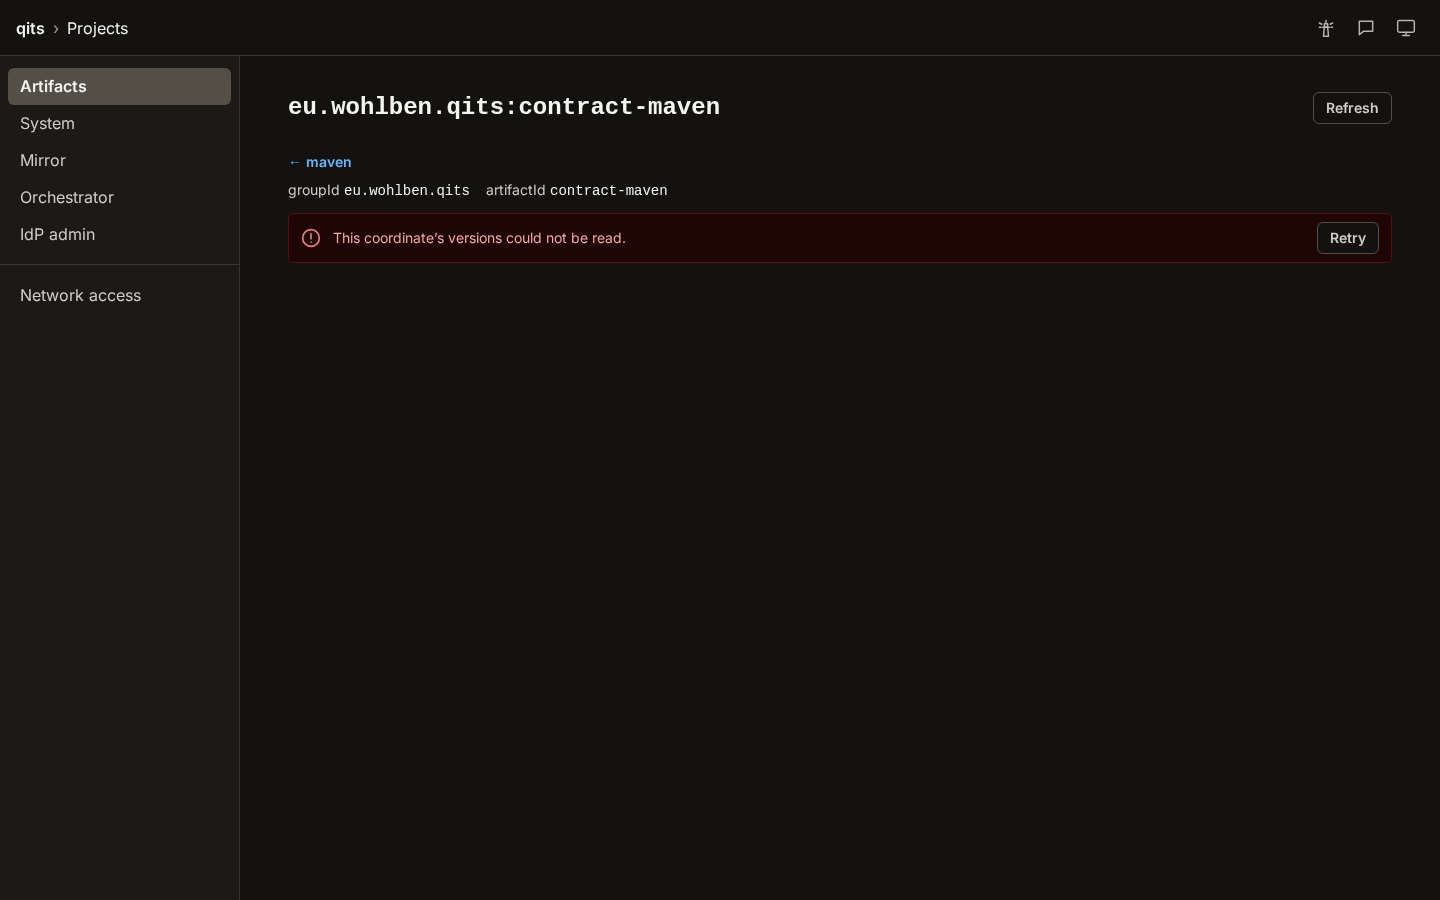 qits › Projects
Artifacts
System
Mirror
Orchestrator
IdP admin
Network access
eu.wohlben.qits:contract-maven
Refresh
← maven
groupId eu.wohlben.qits artifactId contract-maven
This coordinate’s versions could not be read.
Retry